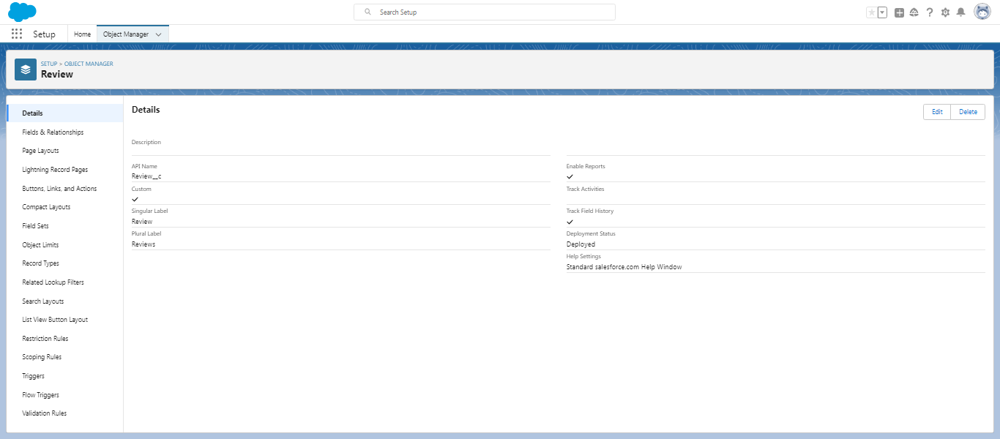 Search Setup
Setup
Home
Object Manager
SETUP > OBJECT MANAGER
Review
Details
Fields & Relationships
Page Layouts
Lightning Record Pages
Buttons, Links, and Actions
Compact Layouts
Field Sets
Object Limits
Record Types
Related Lookup Filters
Search Layouts
List View Button Layout
Restriction Rules
Scoping Rules
Triggers
Flow Triggers
Validation Rules
Details
Edit
Delete
Description
API Name
Review__c
Custom
Singular Label
Review
Plural Label
Reviews
Enable Reports
Track Activities
Track Field History
Deployment Status
Deployed
Help Settings
Standard salesforce.com Help Window